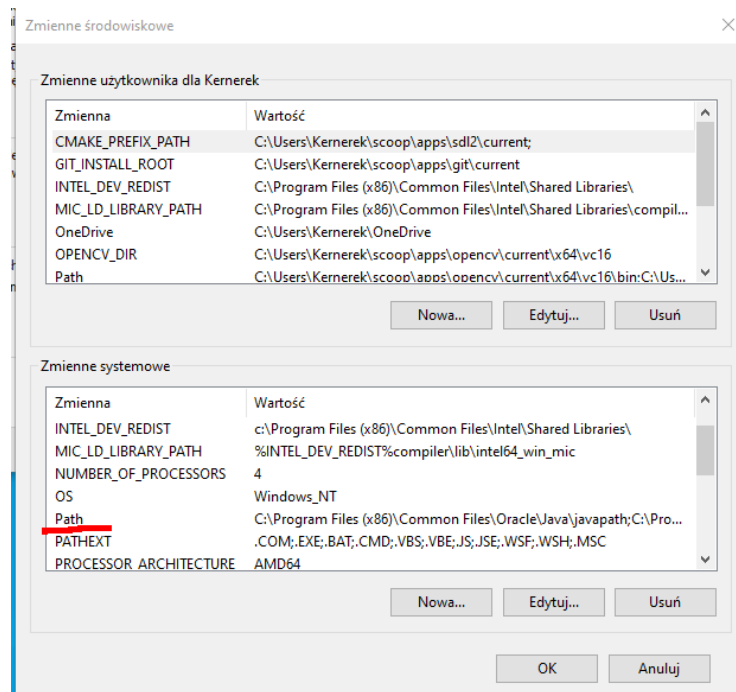 Zmienne środowiskowe
Zmienne użytkownika dla Kernerek
Zmienna Wartość
CMAKE_PREFIX_PATH C:\Users\Kernerek\scoop\apps\sdl2\current;
GIT_INSTALL_ROOT C:\Users\Kernerek\scoop\apps\git\current
INTEL_DEV_REDIST C:\Program Files (x86)\Common Files\Intel\Shared Libraries\
MIC_LD_LIBRARY_PATH C:\Program Files (x86)\Common Files\Intel\Shared Libraries\compil...
OneDrive C:\Users\Kernerek\OneDrive
OPENCV_DIR C:\Users\Kernerek\scoop\apps\opencv\current\x64\vc16
Path C:\Users\Kernerek\scoop\apps\opencv\current\x64\vc16\bin;C:\Us...
Nowa... Edytuj... Usuń
Zmienne systemowe
Zmienna Wartość
INTEL_DEV_REDIST c:\Program Files (x86)\Common Files\Intel\Shared Libraries\
MIC_LD_LIBRARY_PATH %INTEL_DEV_REDIST%compiler\lib\intel64_win_mic
NUMBER_OF_PROCESSORS 4
OS Windows_NT
Path C:\Program Files (x86)\Common Files\Oracle\Java\javapath;C:\Pro...
PATHEXT .COM;.EXE;.BAT;.CMD;.VBS;.VBE;.JS;.JSE;.WSF;.WSH;.MSC
PROCESSOR_ARCHITECTURE AMD64
Nowa... Edytuj... Usuń
OK Anuluj